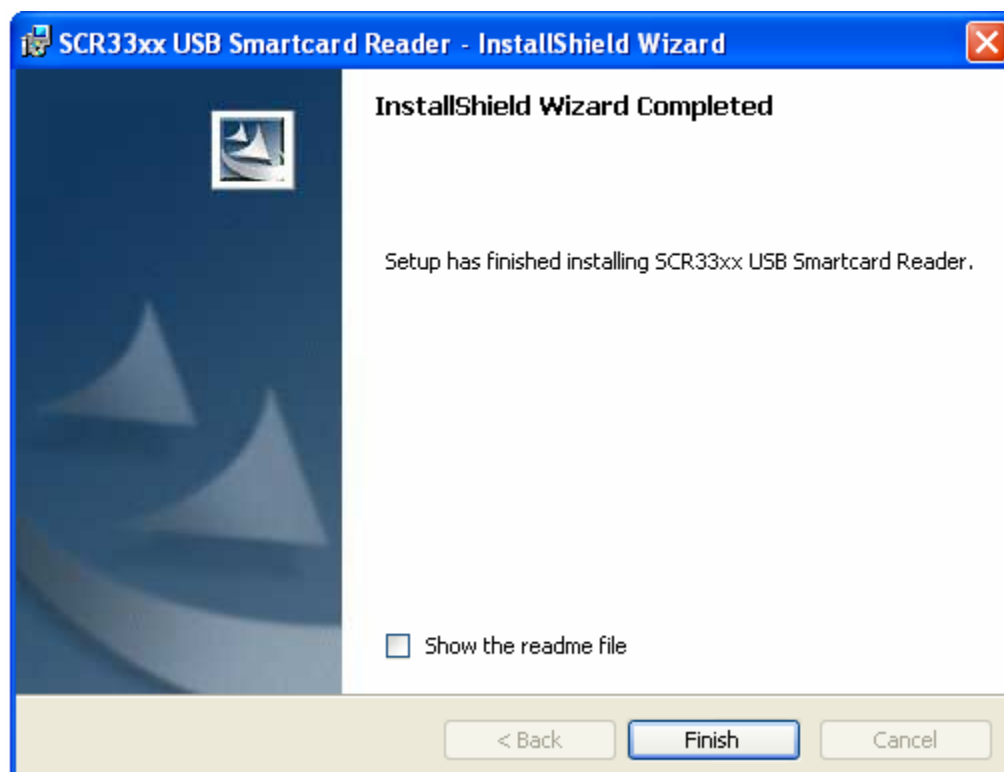 SCR33xx USB Smartcard Reader - InstallShield Wizard
InstallShield Wizard Completed
Setup has finished installing SCR33xx USB Smartcard Reader.
Show the readme file
< Back
Finish
Cancel